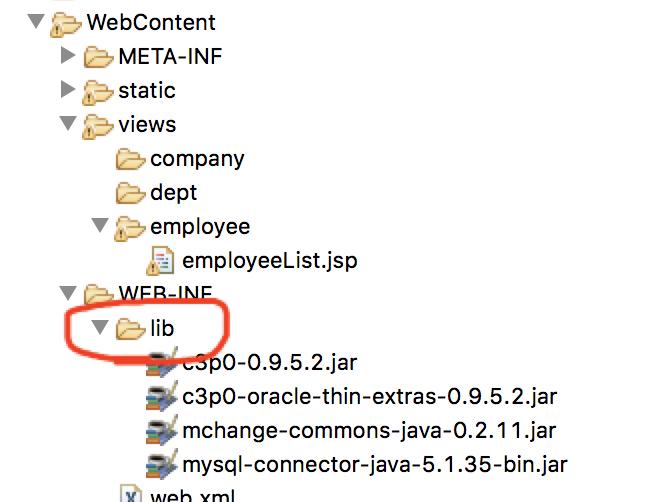 WebContent
META-INF
static
views
company
dept
employee
employeeList.jsp
WEB-INF
lib
c3p0-0.9.5.2.jar
c3p0-oracle-thin-extras-0.9.5.2.jar
mchange-commons-java-0.2.11.jar
mysql-connector-java-5.1.35-bin.jar
web.xml